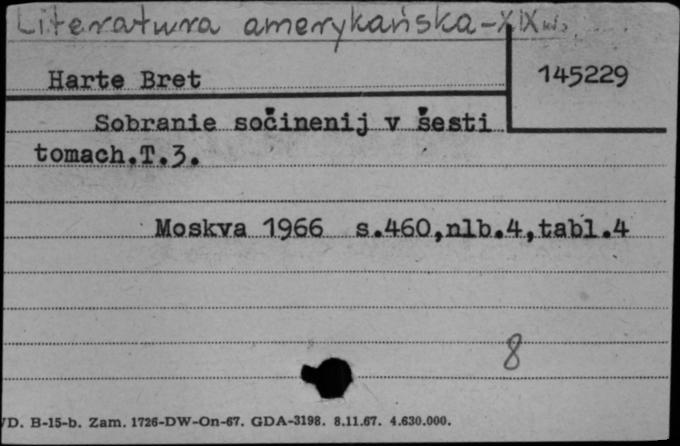 Literatura amerykańska-XIX w.
Harte Bret
145229
Sobranie sočinenij v šesti
tomach.T.3.
Moskva 1966 s.460,nlb.4,tabl.4
8
D. B-15-b. Zam. 1726-DW-On-67. GDA-3198. 8.11.67. 4.630.000.